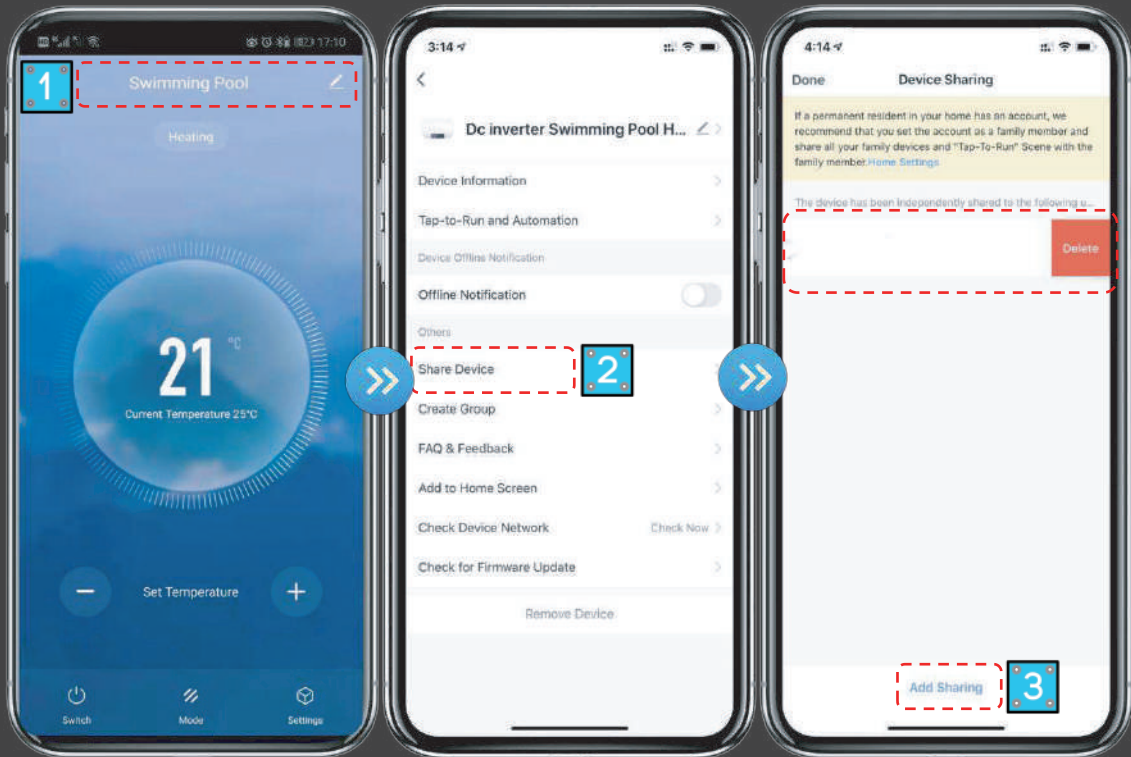 17:10
1
Swimming Pool
Heating
21 °C
Current Temperature 25°C
Set Temperature
Switch
Mode
Settings
3:14
Dc inverter Swimming Pool H...
Device Information
Tap-to-Run and Automation
Device Offline Notification
Offline Notification
Others
Share Device
2
Create Group
FAQ & Feedback
Add to Home Screen
Check Device Network Check Now
Check for Firmware Update
Remove Device
4:14
Done Device Sharing
If a permanent resident in your home has an account, we
recommend that you set the account as a family member and
share all your family devices and "Tap-To-Run" Scene with the
family member.Home Settings
The device has been independently shared to the following u...
Delete
Add Sharing
3